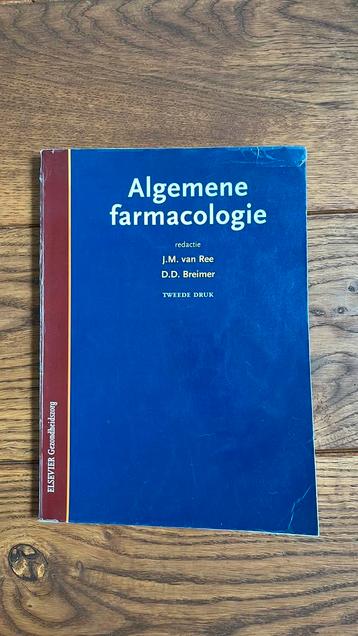 Algemene
farmacologie
redactie
J.M. van Ree
D.D. Breimer
TWEEDE DRUK
ELSEVIER Gezondheidszorg